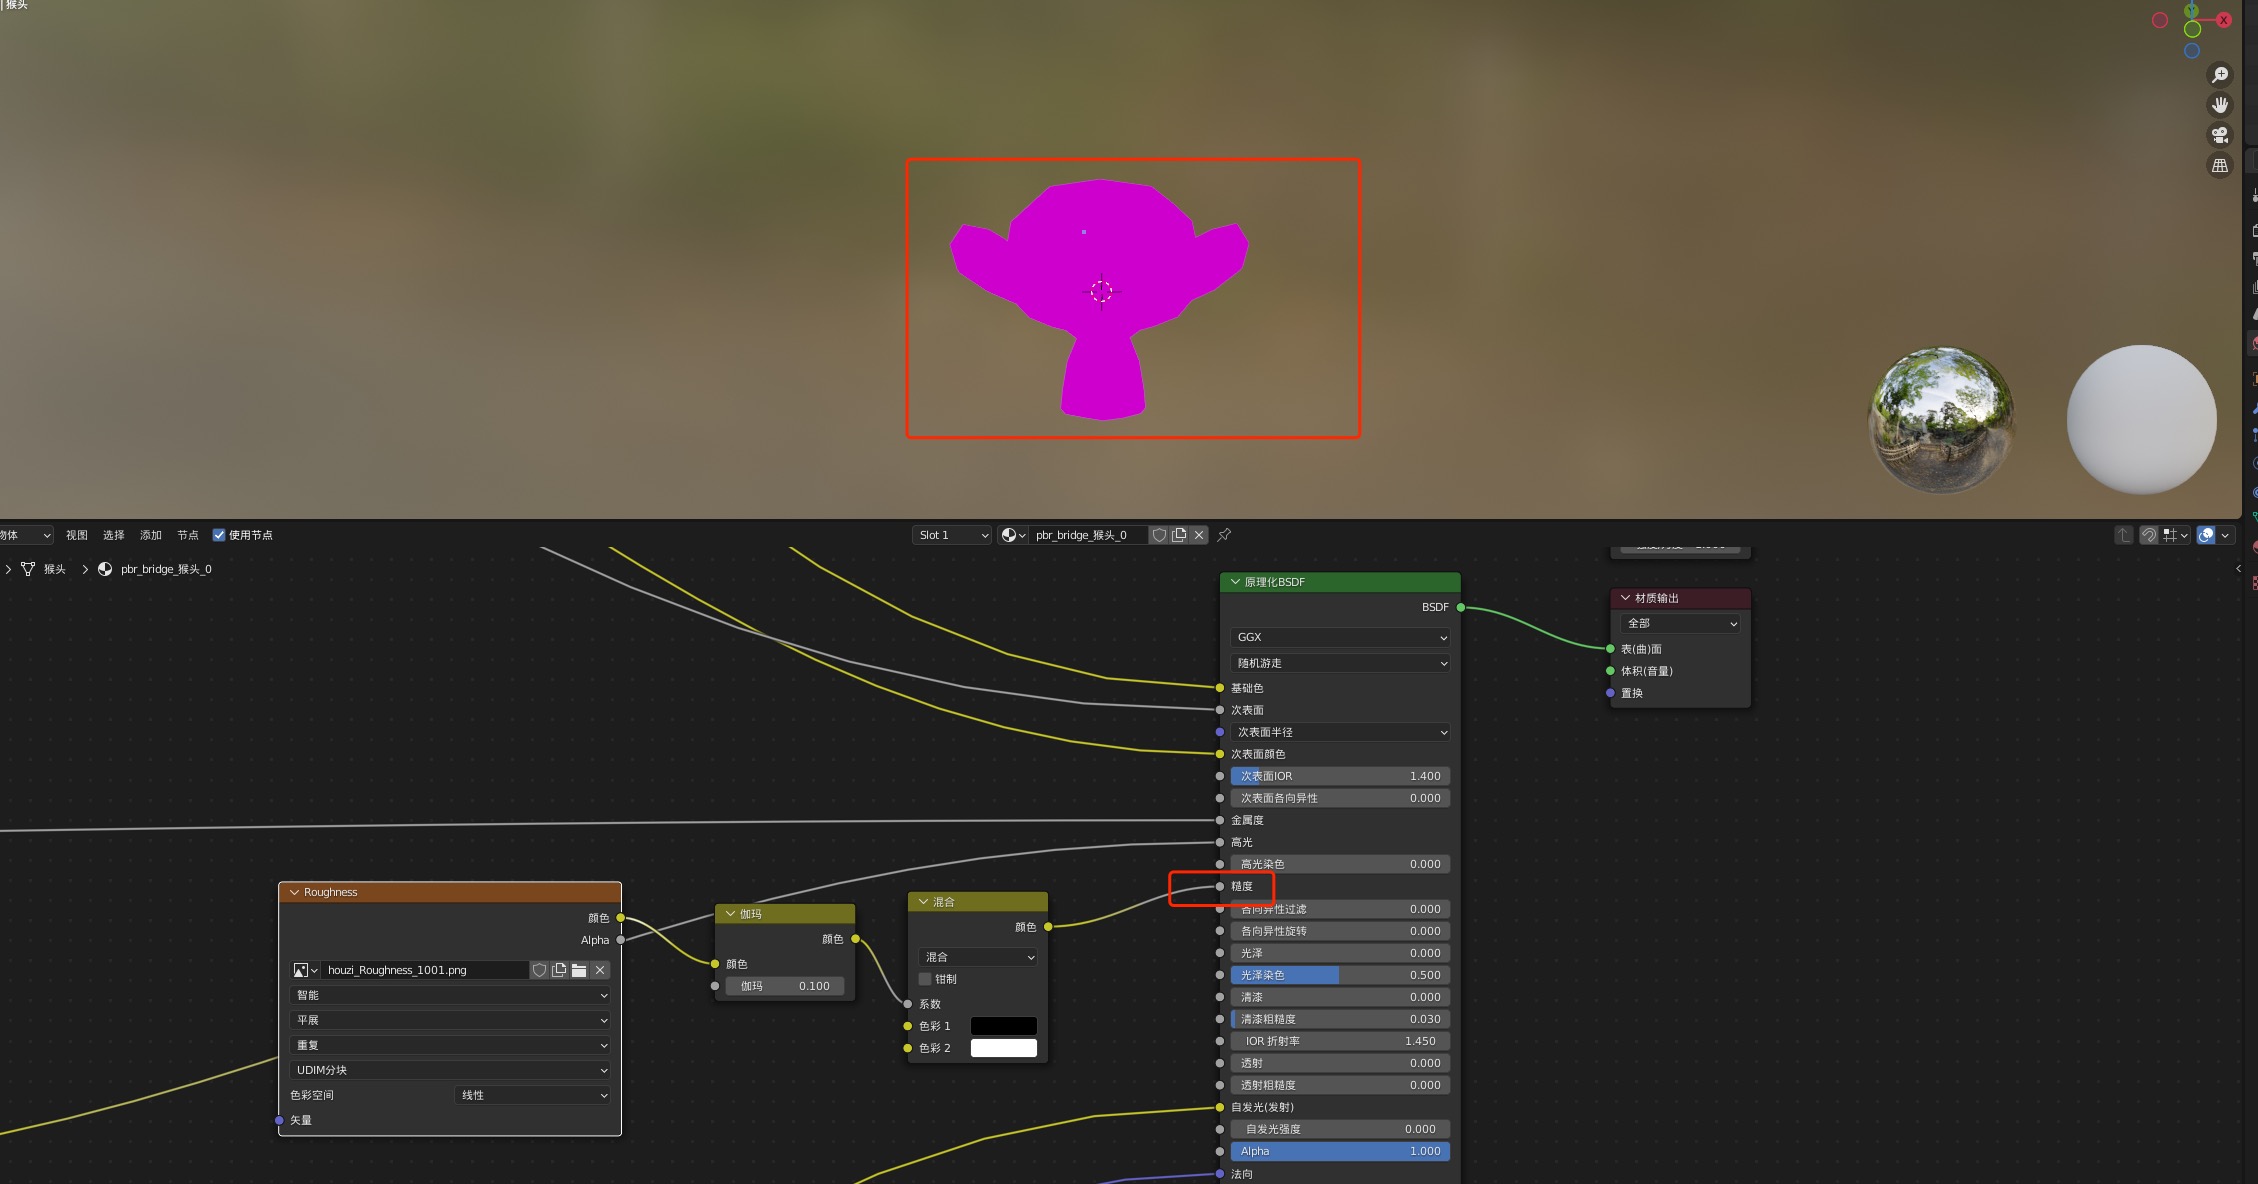 猴头
X
物体
视图
选择
添加
节点
使用节点
Slot 1
pbr_bridge_猴头_0
猴头
pbr_bridge_猴头_0
原理化BSDF
BSDF
GGX
随机游走
基础色
次表面
次表面半径
次表面颜色
次表面IOR 1.400
次表面各向异性 0.000
金属度
高光
高光染色 0.000
糙度
各向异性过滤 0.000
各向异性旋转 0.000
光泽 0.000
光泽染色 0.500
清漆 0.000
清漆粗糙度 0.030
IOR 折射率 1.450
透射 0.000
透射粗糙度 0.000
自发光(发射)
自发光强度 0.000
Alpha 1.000
法向
材质输出
全部
表(曲)面
体积(音量)
置换
Roughness
颜色
Alpha
houzi_Roughness_1001.png
智能
平展
重复
UDIM分块
色彩空间 线性
矢量
伽玛
颜色
颜色
伽玛 0.100
混合
颜色
混合
钳制
系数
色彩 1
色彩 2